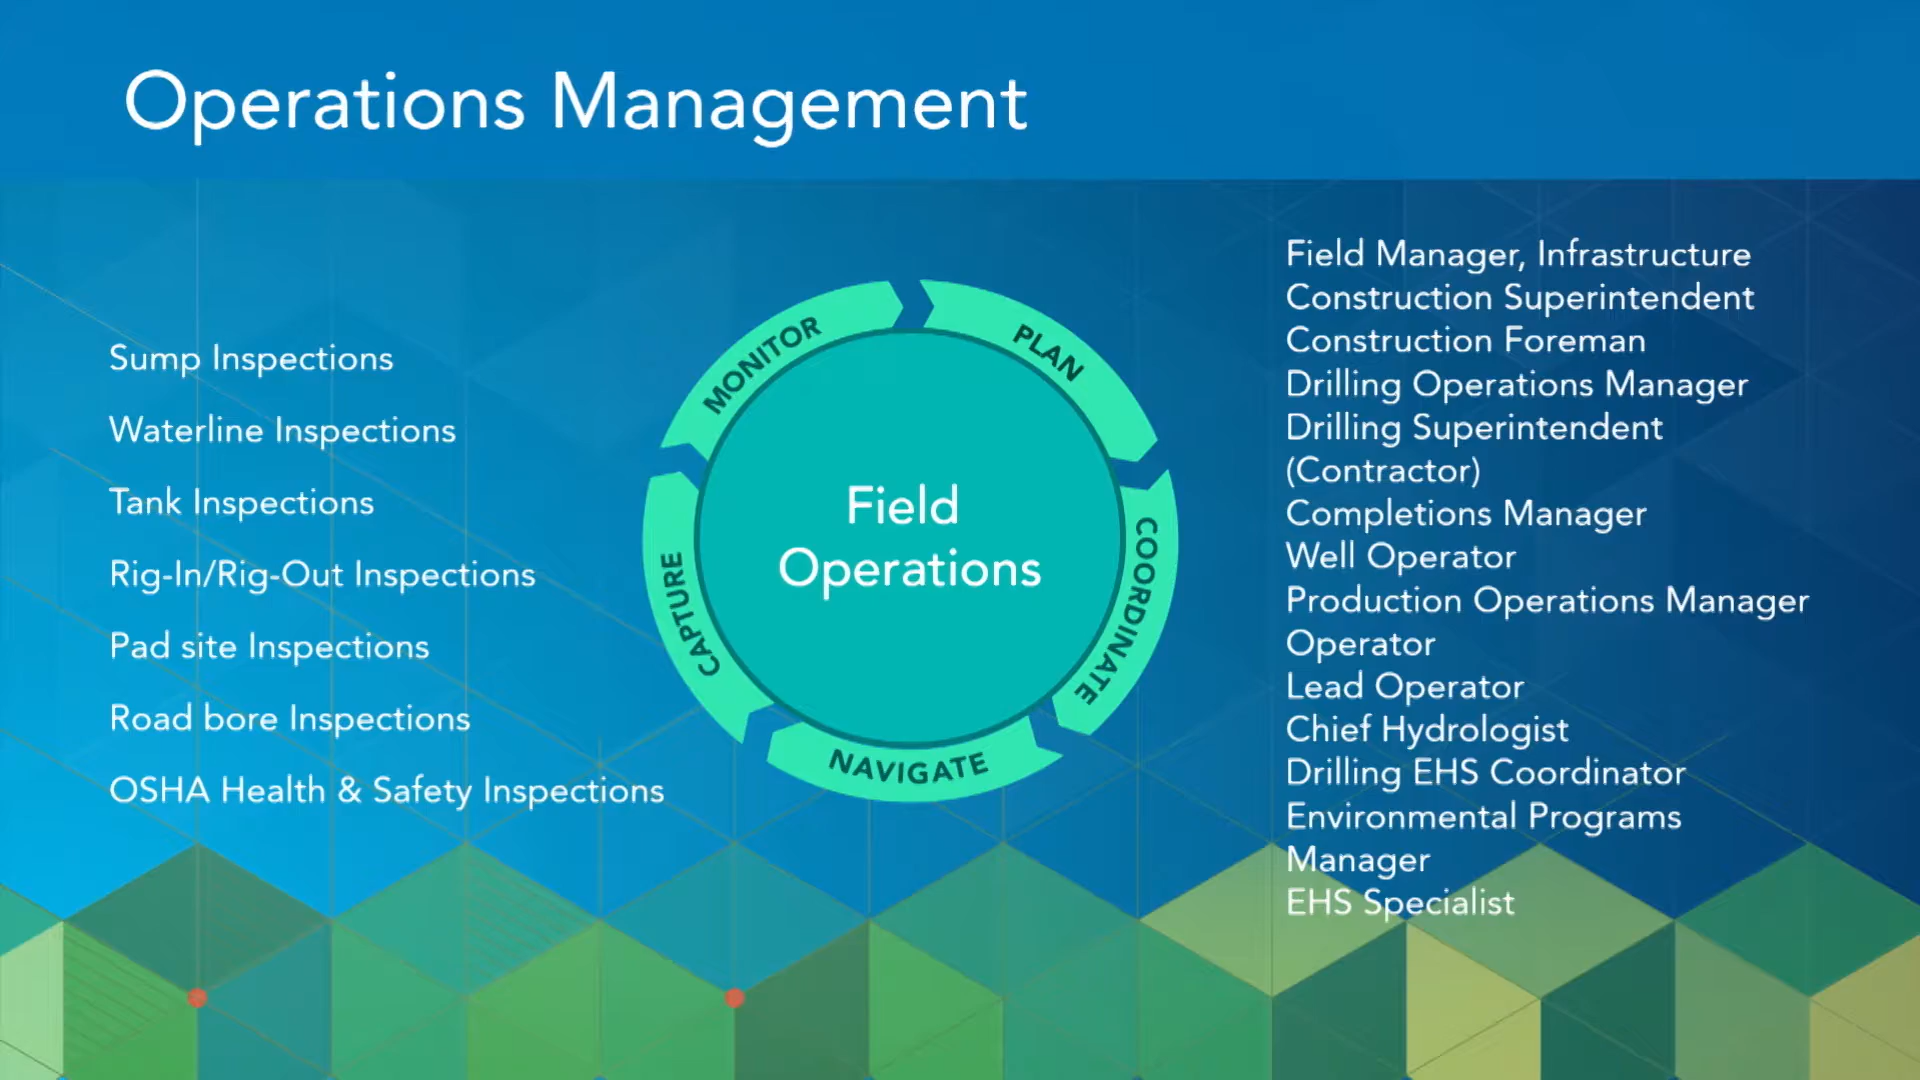 Operations Management
Sump Inspections
Waterline Inspections
Tank Inspections
Rig-In/Rig-Out Inspections
Pad site Inspections
Road bore Inspections
OSHA Health & Safety Inspections
MONITOR
PLAN
COORDINATE
NAVIGATE
CAPTURE
Field
Operations
Field Manager, Infrastructure
Construction Superintendent
Construction Foreman
Drilling Operations Manager
Drilling Superintendent
(Contractor)
Completions Manager
Well Operator
Production Operations Manager
Operator
Lead Operator
Chief Hydrologist
Drilling EHS Coordinator
Environmental Programs
Manager
EHS Specialist